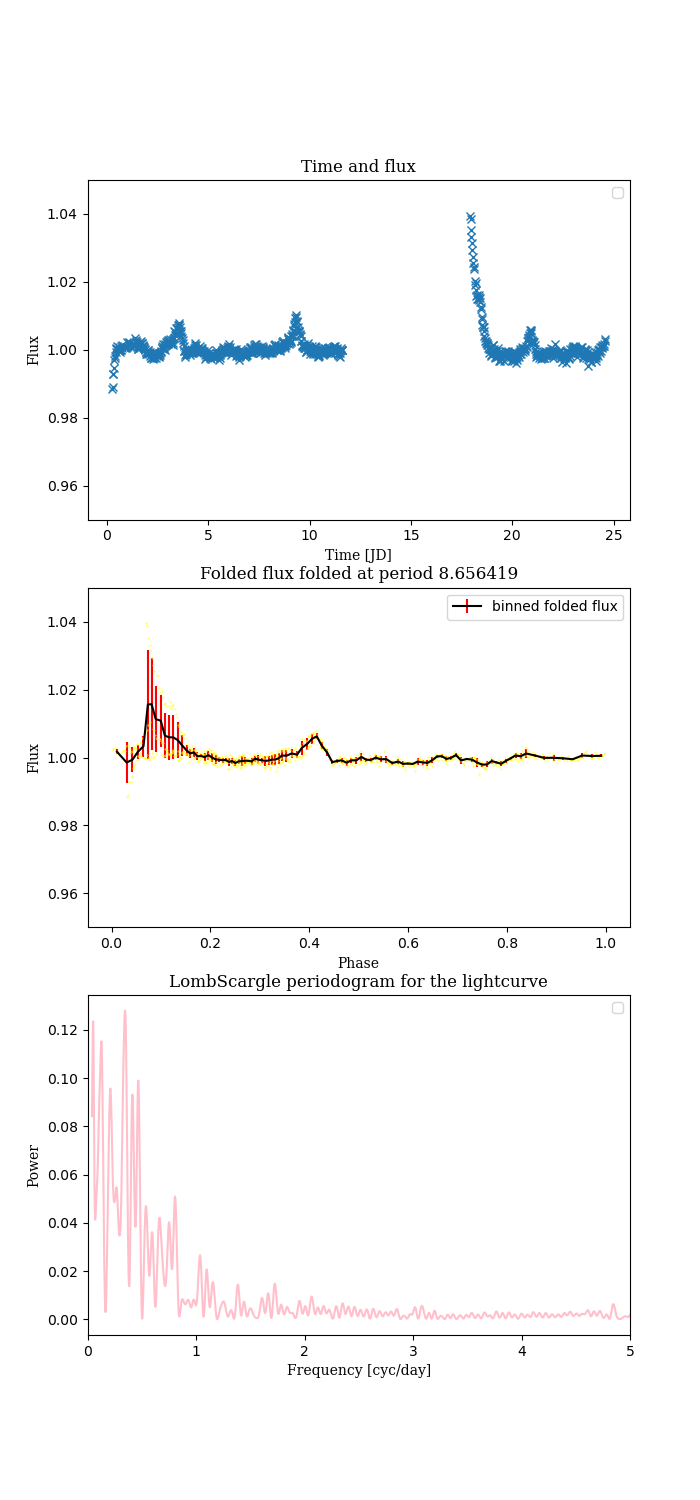 Time and flux
1.04
1.02
1.00
0.98
0.96
Flux
0 5 10 15 20 25
Time [JD]
Folded flux folded at period 8.656419
binned folded flux
1.04
1.02
1.00
0.98
0.96
Flux
0.0 0.2 0.4 0.6 0.8 1.0
Phase
LombScargle periodogram for the lightcurve
0.12
0.10
0.08
0.06
0.04
0.02
0.00
Power
0 1 2 3 4 5
Frequency [cyc/day]